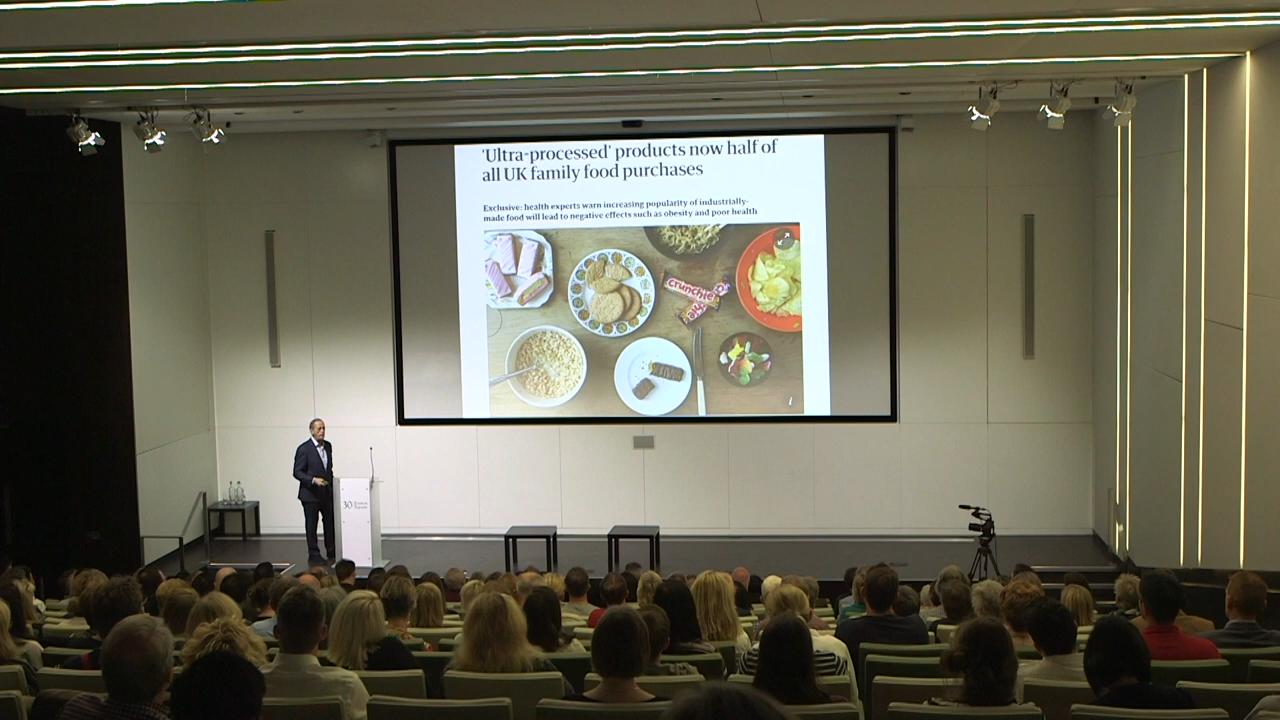 'Ultra-processed' products now half of
all UK family food purchases
Exclusive: health experts warn increasing popularity of industrially-
made food will lead to negative effects such as obesity and poor health
crunchie
30